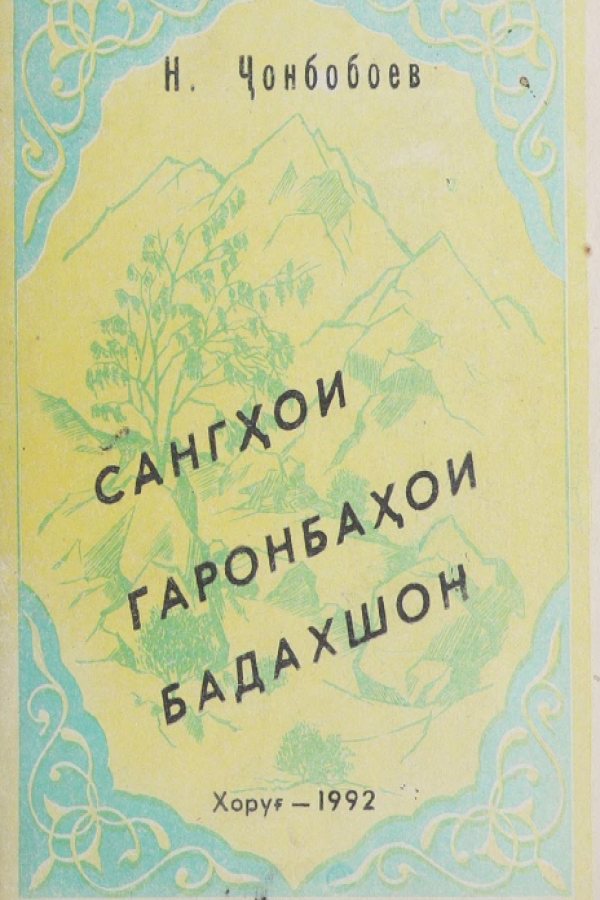 Н. Ҷонбобоев
САНГҲОИ
ГАРОНБАҲОИ
БАДАХШОН
Хоруғ — 1992